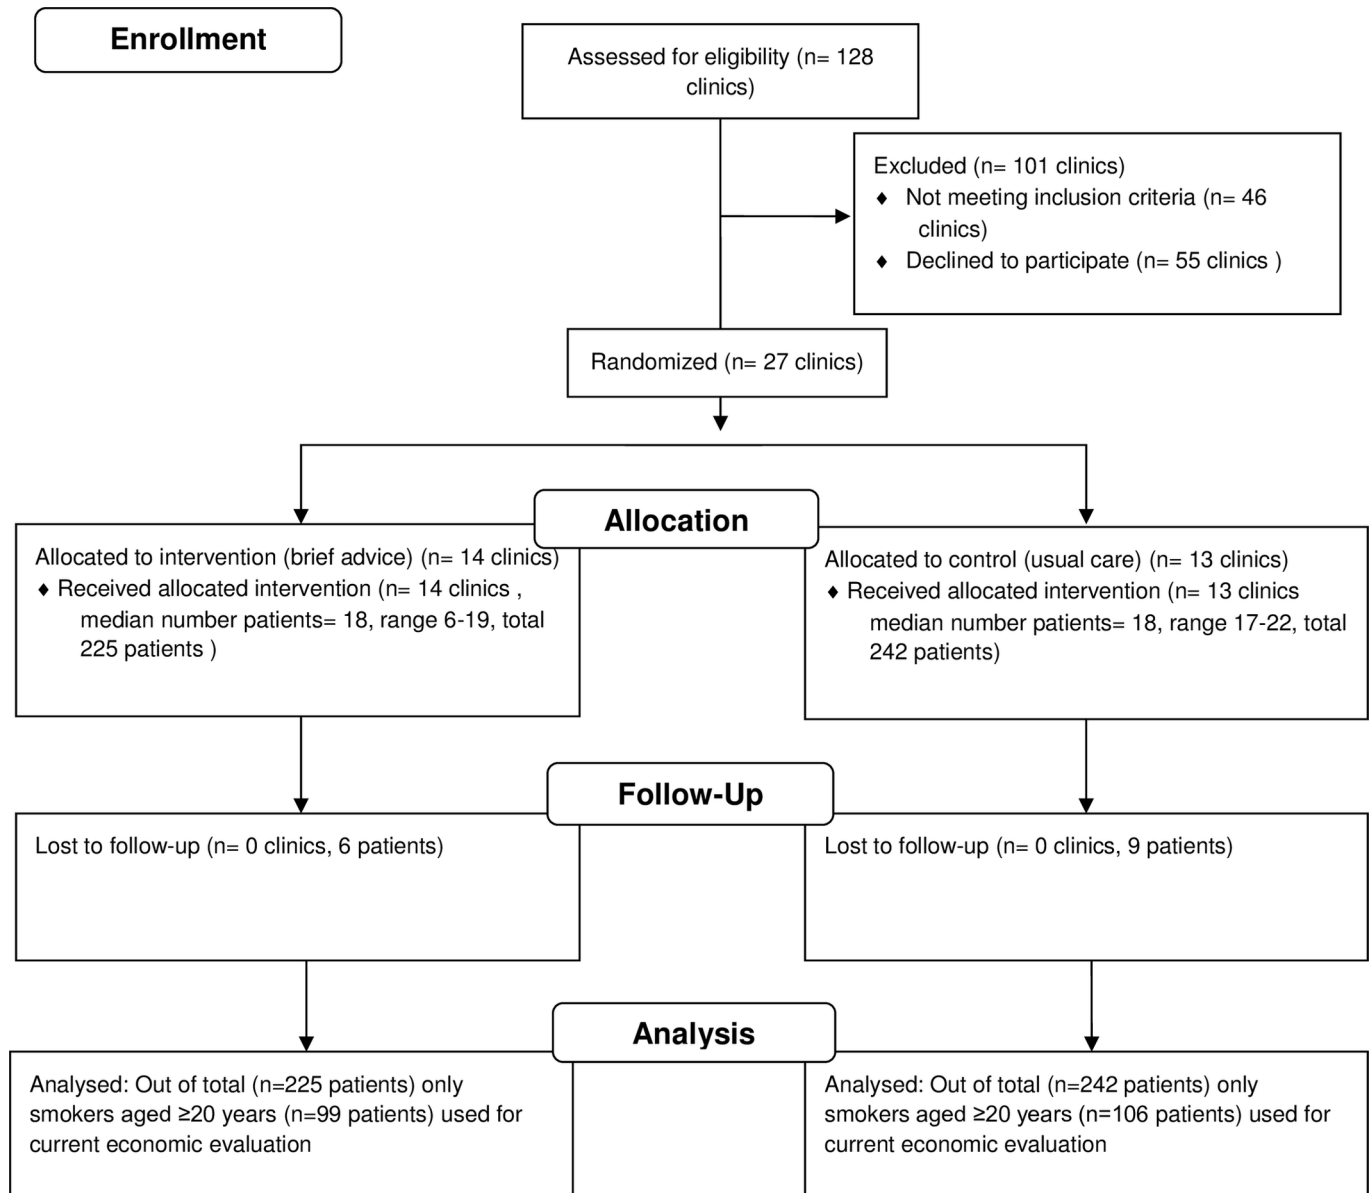 Enrollment
Assessed for eligibility (n= 128
clinics)
Excluded (n= 101 clinics)
♦ Not meeting inclusion criteria (n= 46
clinics)
♦ Declined to participate (n= 55 clinics )
Randomized (n= 27 clinics)
Allocation
Allocated to intervention (brief advice) (n= 14 clinics)
♦ Received allocated intervention (n= 14 clinics ,
median number patients= 18, range 6-19, total
225 patients )
Allocated to control (usual care) (n= 13 clinics)
♦ Received allocated intervention (n= 13 clinics
median number patients= 18, range 17-22, total
242 patients)
Follow-Up
Lost to follow-up (n= 0 clinics, 6 patients)
Lost to follow-up (n= 0 clinics, 9 patients)
Analysis
Analysed: Out of total (n=225 patients) only
smokers aged ≥20 years (n=99 patients) used for
current economic evaluation
Analysed: Out of total (n=242 patients) only
smokers aged ≥20 years (n=106 patients) used for
current economic evaluation